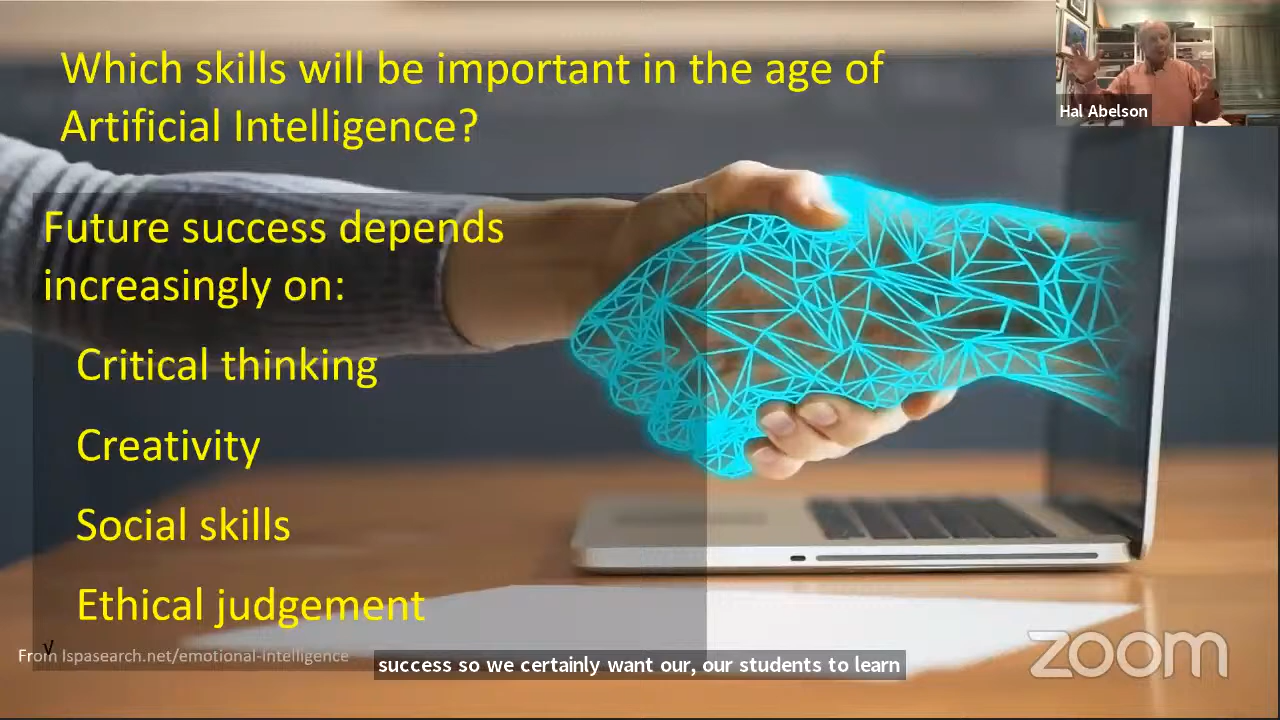 Which skills will be important in the age of
Artificial Intelligence?
Hal Abelson
Future success depends
increasingly on:
Critical thinking
Creativity
Social skills
Ethical judgement
√
From lspasearch.net/emotional-intelligence
success so we certainly want our, our students to learn
zoom